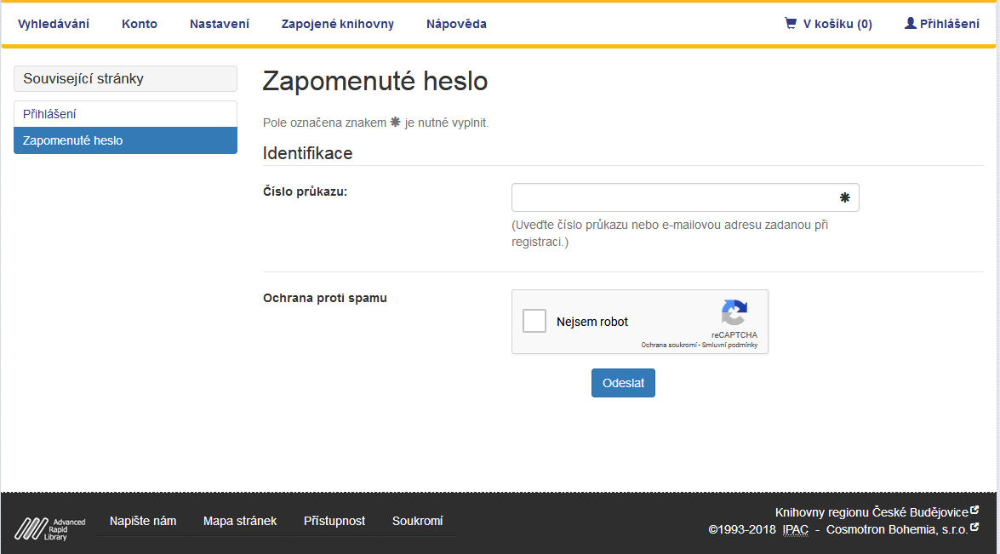 Vyhledávání Konto Nastavení Zapojené knihovny Nápověda V košíku (0) Přihlášení
Související stránky
Přihlášení
Zapomenuté heslo
Zapomenuté heslo
Pole označena znakem ✱ je nutné vyplnit.
Identifikace
Číslo průkazu:
✱
(Uveďte číslo průkazu nebo e-mailovou adresu zadanou při
registraci.)
Ochrana proti spamu
Nejsem robot
reCAPTCHA
Ochrana soukromí - Smluvní podmínky
Odeslat
Advanced
Rapid
Library
Napište nám Mapa stránek Přístupnost Soukromí
Knihovny regionu České Budějovice
©1993-2018 IPAC - Cosmotron Bohemia, s.r.o.